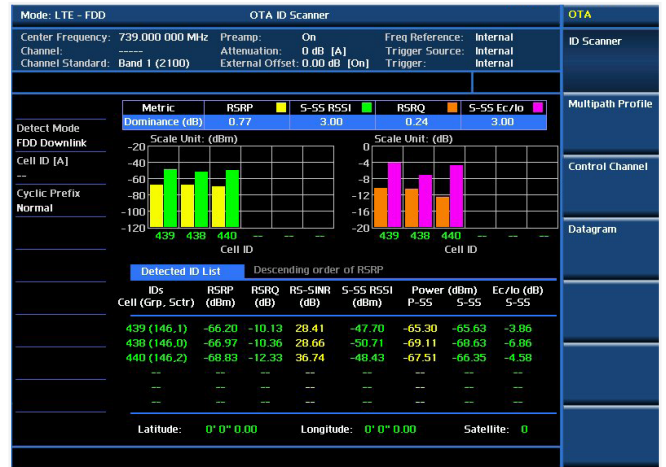 Mode: LTE - FDD OTA ID Scanner OTA
Center Frequency: 739.000 000 MHz Preamp: On Freq Reference: Internal
Channel: ----- Attenuation: 0 dB [A] Trigger Source: Internal
Channel Standard: Band 1 (2100) External Offset: 0.00 dB [On] Trigger: Internal
ID Scanner
Multipath Profile
Control Channel
Datagram
Detect Mode
FDD Downlink
Cell ID [A]
--
Cyclic Prefix
Normal
Metric RSRP S-SS RSSI RSRQ S-SS Ec/Io
Dominance (dB) 0.77 3.00 0.24 3.00
Scale Unit: (dBm) Scale Unit: (dB)
-20 0
-40 -4
-60 -8
-80 -12
-100 -16
-120 -20
439 438 440 -- -- -- 439 438 440 -- -- --
Cell ID Cell ID
Detected ID List Descending order of RSRP
IDs RSRP RSRQ RS-SINR S-SS RSSI Power (dBm) Ec/Io (dB)
Cell (Grp, Sctr) (dBm) (dB) (dB) (dBm) P-SS S-SS S-SS
439 (146,1) -66.20 -10.13 28.41 -47.70 -65.30 -65.63 -3.86
438 (146,0) -66.97 -10.36 28.66 -50.71 -69.11 -68.63 -6.86
440 (146,2) -68.83 -12.33 36.74 -48.43 -67.51 -66.35 -4.58
-- -- -- -- -- -- -- --
-- -- -- -- -- -- -- --
-- -- -- -- -- -- -- --
Latitude: 0' 0" 0.00 Longitude: 0' 0" 0.00 Satellite: 0